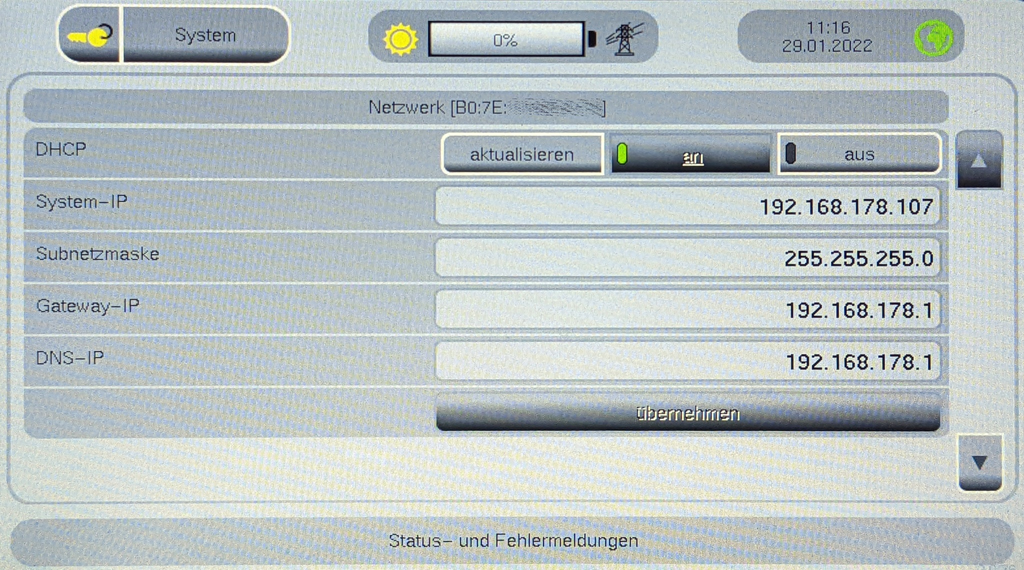 System
0%
11:16
29.01.2022
Netzwerk [B0:7E: ]
DHCP
aktualisieren
an
aus
System-IP
192.168.178.107
Subnetzmaske
255.255.255.0
Gateway-IP
192.168.178.1
DNS-IP
192.168.178.1
übernehmen
Status- und Fehlermeldungen